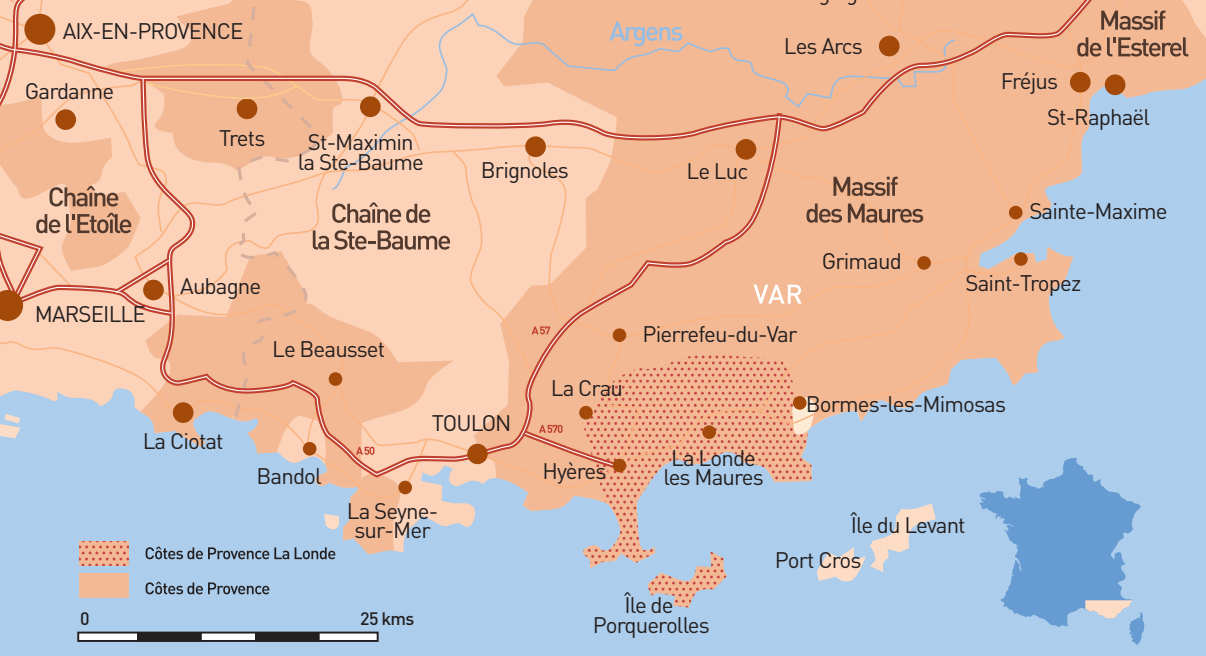 Argens
Massif
de l'Esterel
AIX-EN-PROVENCE
Les Arcs
Fréjus
St-Raphaël
Gardanne
Trets
St-Maximin
la Ste-Baume
Brignoles
Le Luc
Massif
des Maures
Sainte-Maxime
Chaîne
de l'Etoîle
Chaîne de
la Ste-Baume
Grimaud
Saint-Tropez
Aubagne
MARSEILLE
VAR
A57
Pierrefeu-du-Var
Le Beausset
La Crau
Bormes-les-Mimosas
TOULON
A570
La Ciotat
A50
Bandol
Hyères
La Londe
les Maures
La Seyne-
sur-Mer
Île du Levant
Port Cros
Côtes de Provence La Londe
Côtes de Provence
Île de
Porquerolles
0
25 kms